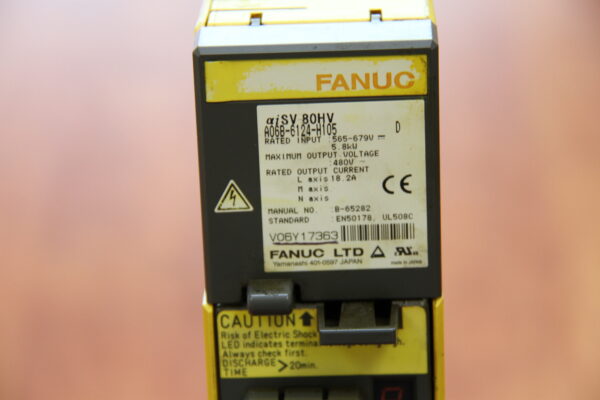 FANUC
αiSV 80HV
A06B-6124-H105 D
RATED INPUT :565-679V
5.8kW
MAXIMUM OUTPUT VOLTAGE
:480V~
RATED OUTPUT CURRENT
L axis 18.2A
M axis
N axis
CE
MANUAL NO. :B-65282
STANDARD :EN50178, UL508C
V06Y17363
FANUC LTD
Yamanashi 401-0597 JAPAN
made in JAPAN
CAUTION
Risk of Electric Shock
LED indicates
Always check first.
DISCHARGE >20min.
TIME